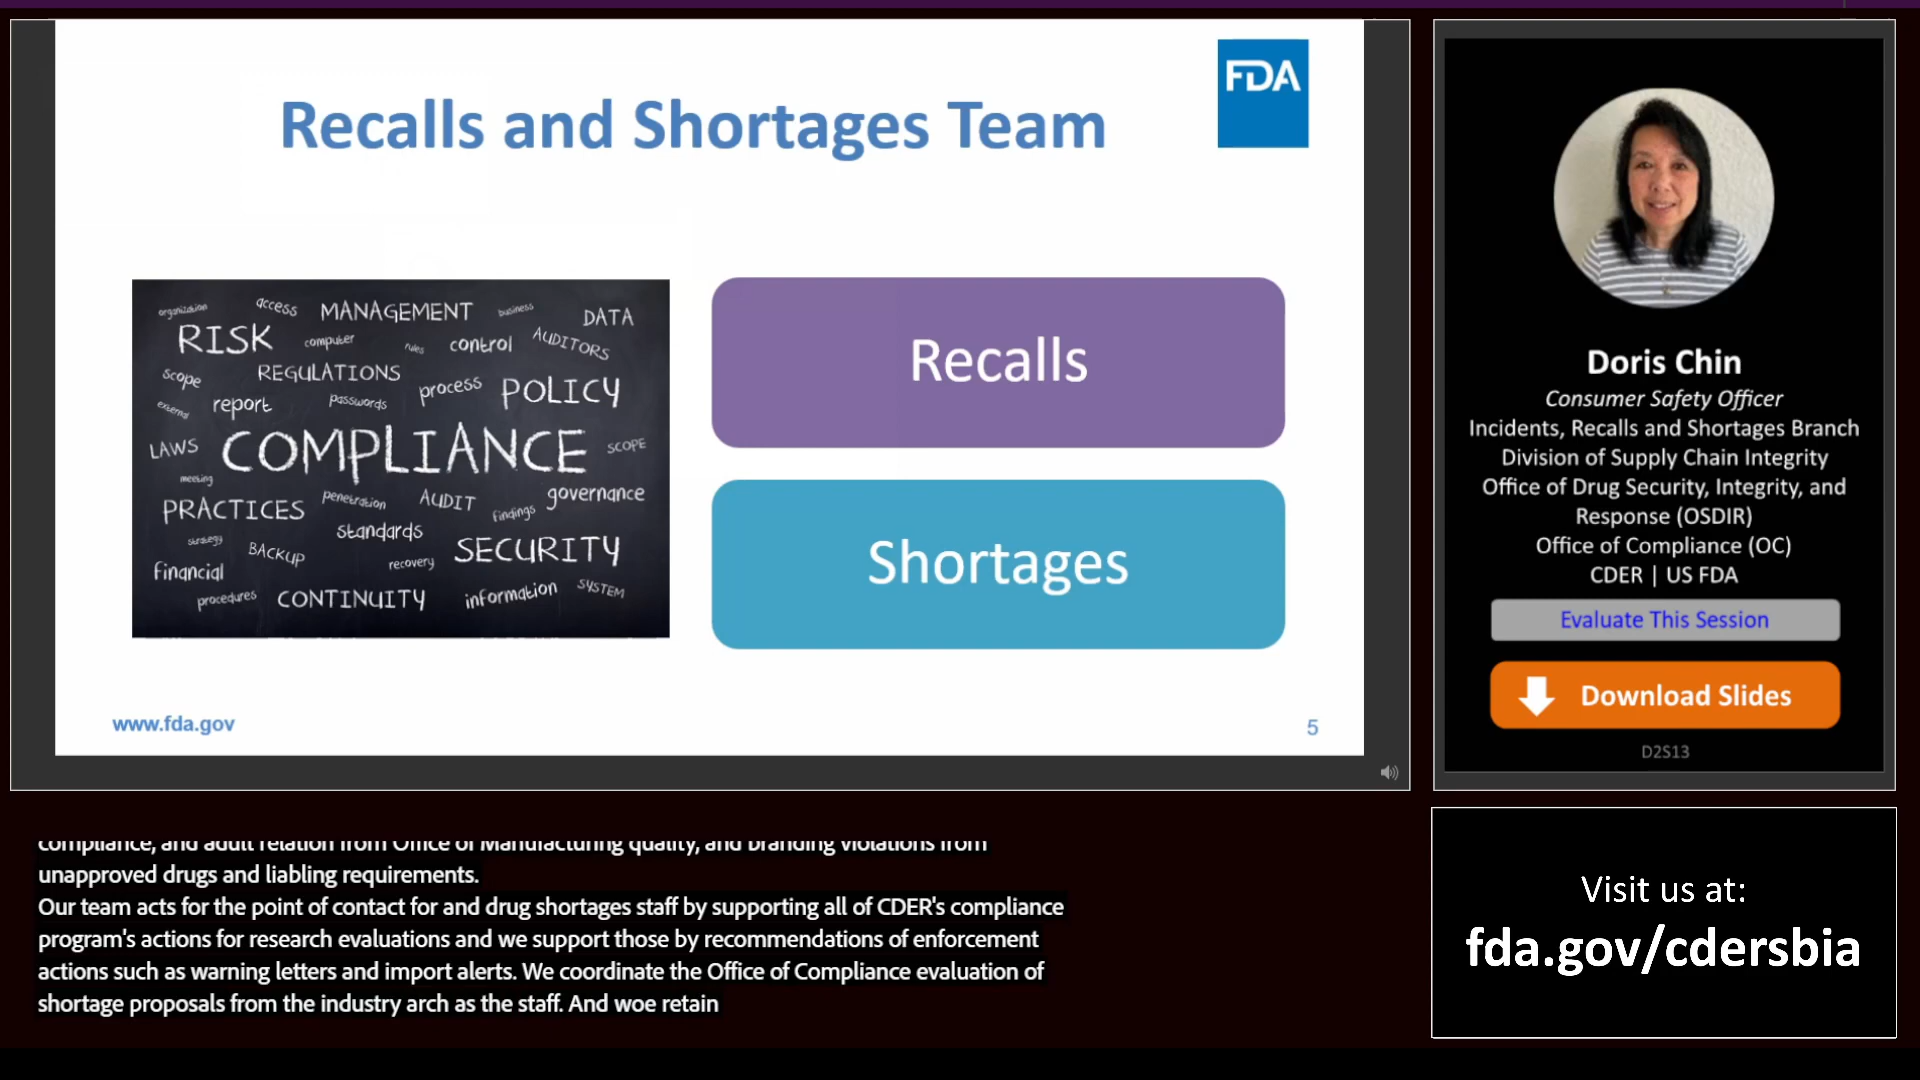 FDA
Recalls and Shortages Team
organization access MANAGEMENT business DATA
RISK computer rules control AUDITORS
scope REGULATIONS process POLICY
external report passwords
LAWS COMPLIANCE SCOPE
meeting
PRACTICES penetration AUDIT findings governance
strategy BACKUP standards recovery SECURITY
financial procedures CONTINUITY information SYSTEM
Recalls
Shortages
www.fda.gov
5
Doris Chin
Consumer Safety Officer
Incidents, Recalls and Shortages Branch
Division of Supply Chain Integrity
Office of Drug Security, Integrity, and
Response (OSDIR)
Office of Compliance (OC)
CDER | US FDA
Evaluate This Session
Download Slides
D2S13
compliance, and adult relation from Office of Manufacturing quality, and branding violations from
unapproved drugs and liabling requirements.
Our team acts for the point of contact for and drug shortages staff by supporting all of CDER's compliance
program's actions for research evaluations and we support those by recommendations of enforcement
actions such as warning letters and import alerts. We coordinate the Office of Compliance evaluation of
shortage proposals from the industry arch as the staff. And woe retain
Visit us at:
fda.gov/cdersbia